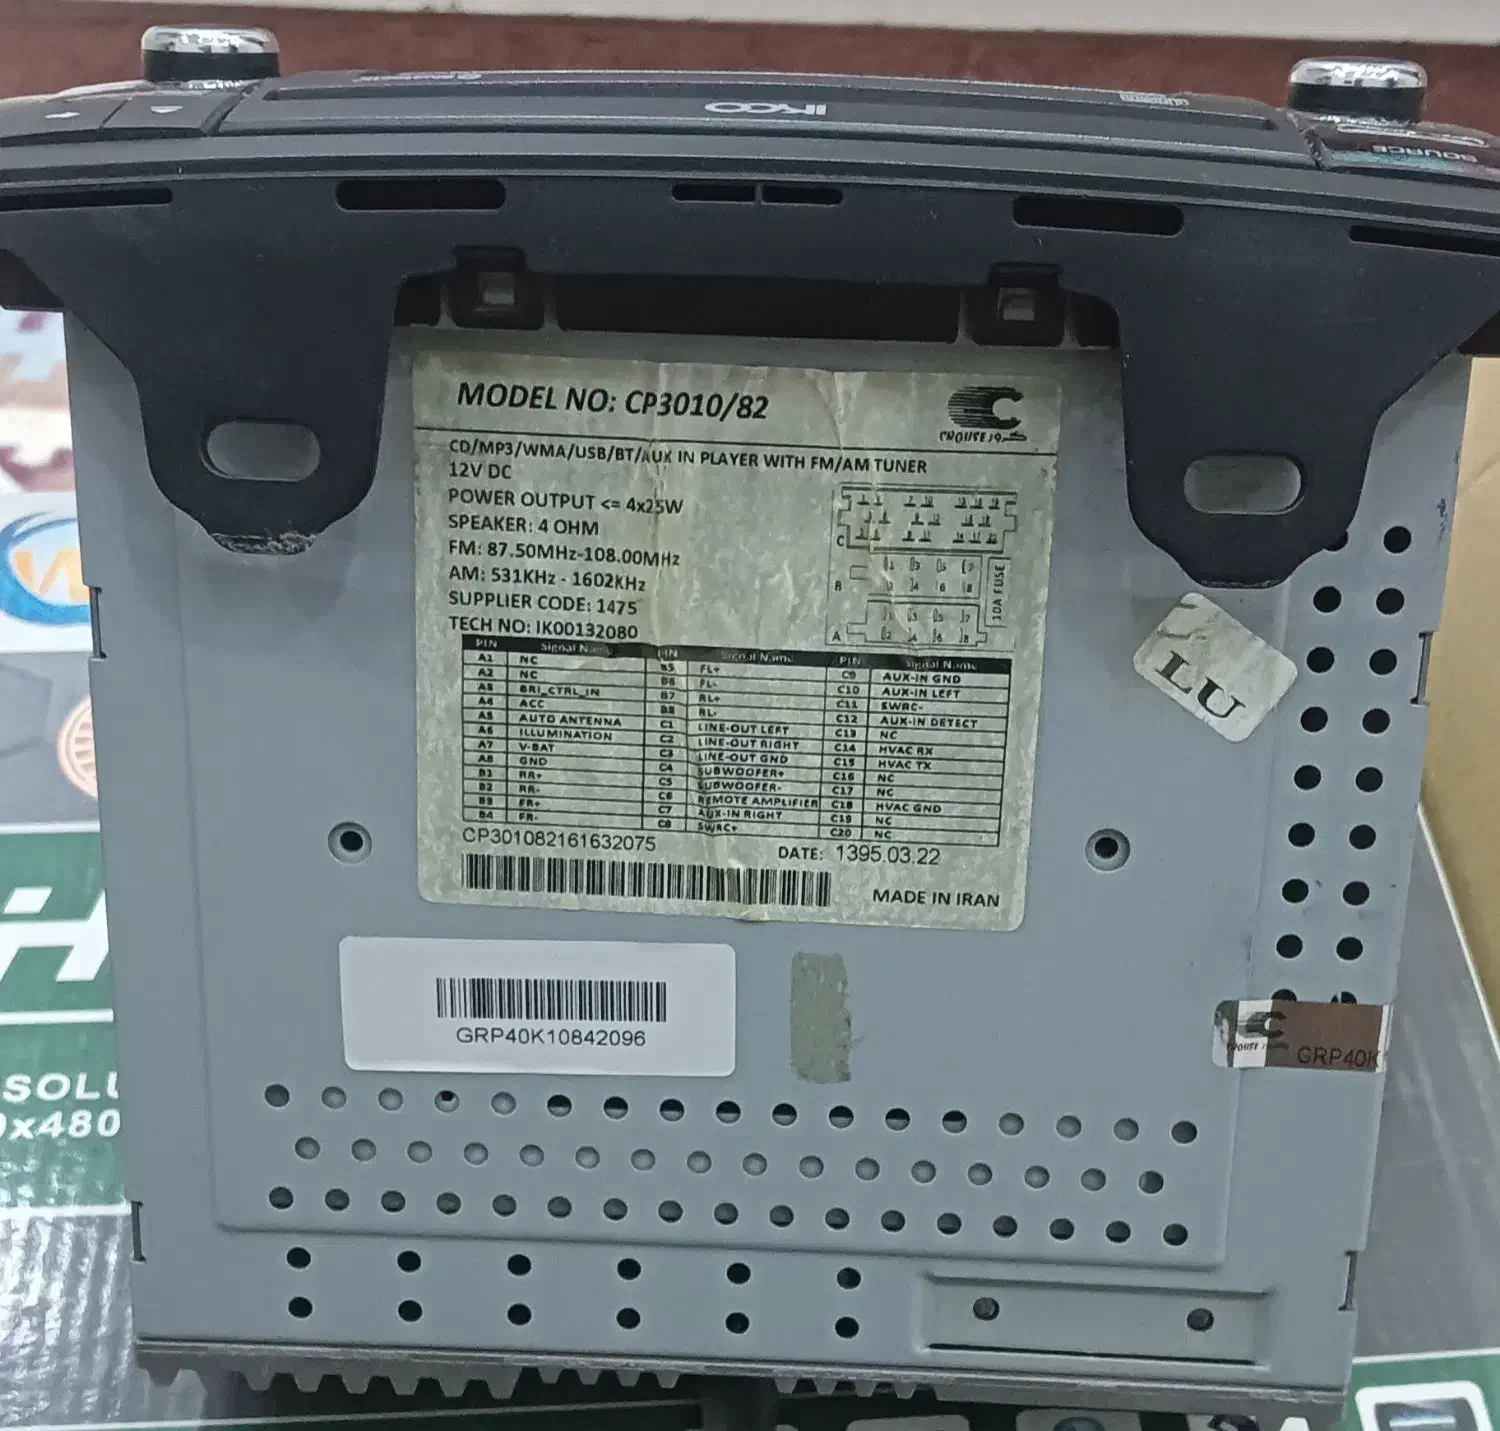 IKCO
SOURCE
MODEL NO: CP3010/82
CROUSE
CD/MP3/WMA/USB/BT/AUX IN PLAYER WITH FM/AM TUNER
12V DC
POWER OUTPUT <= 4x25W
SPEAKER: 4 OHM
FM: 87.50MHz-108.00MHz
AM: 531KHz - 1602KHz
SUPPLIER CODE: 1475
TECH NO: IK00132080
C
B
A
10A FUSE
PIN Signal Name PIN Signal Name PIN Signal Name
A1 NC B5 FL+ C9 AUX-IN GND
A2 NC B6 FL- C10 AUX-IN LEFT
A3 BRI_CTRL_IN B7 RL+ C11 SWRC-
A4 ACC B8 RL- C12 AUX-IN DETECT
A5 AUTO ANTENNA C1 LINE-OUT LEFT C13 NC
A6 ILLUMINATION C2 LINE-OUT RIGHT C14 HVAC RX
A7 V-BAT C3 LINE-OUT GND C15 HVAC TX
A8 GND C4 SUBWOOFER+ C16 NC
B1 RR+ C5 SUBWOOFER- C17 NC
B2 RR- C6 REMOTE AMPLIFIER C18 HVAC GND
B3 FR+ C7 AUX-IN RIGHT C19 NC
B4 FR- C8 SWRC+ C20 NC
CP301082161632075
DATE: 1395.03.22
MADE IN IRAN
LU
GRP40K10842096
CROUSE
GRP40K
SOLU
x480